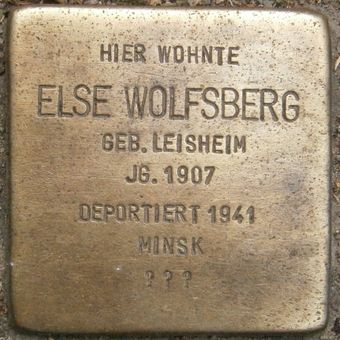 HIER WOHNTE
ELSE WOLFSBERG
GEB. LEISHEIM
JG. 1907
DEPORTIERT 1941
MINSK
???